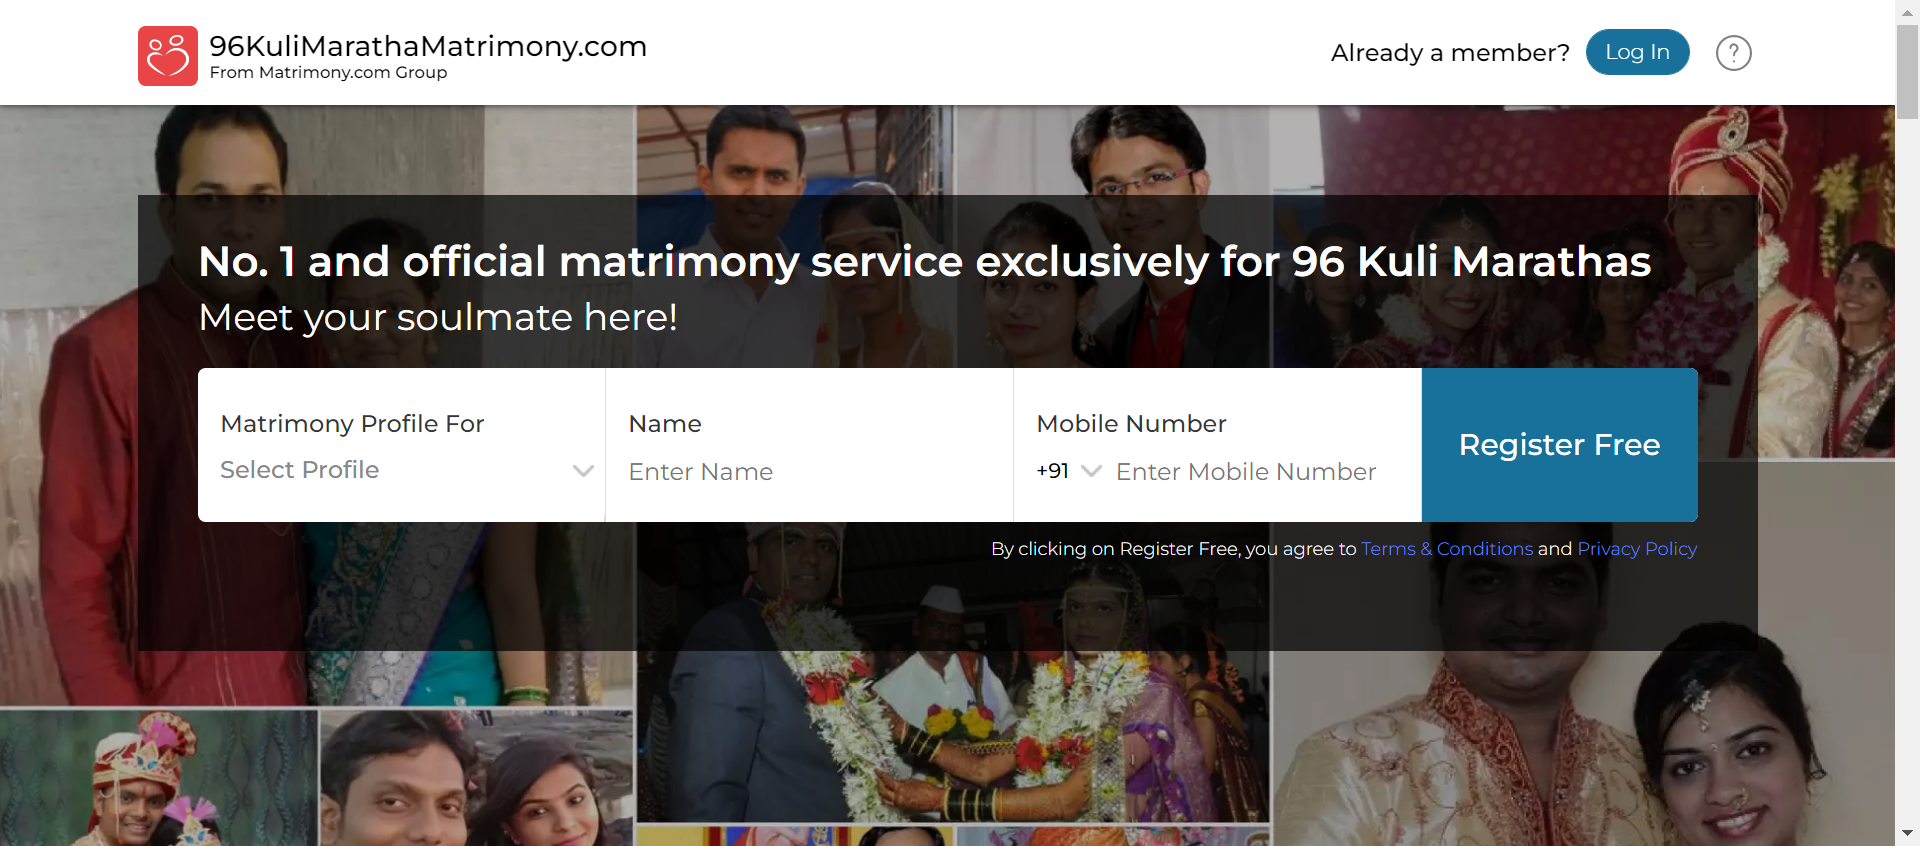 96KuliMarathaMatrimony.com
From Matrimony.com Group
Already a member?
Log In
?
No. 1 and official matrimony service exclusively for 96 Kuli Marathas
Meet your soulmate here!
Matrimony Profile For
Select Profile
Name
Enter Name
Mobile Number
+91
Enter Mobile Number
Register Free
By clicking on Register Free, you agree to Terms & Conditions and Privacy Policy